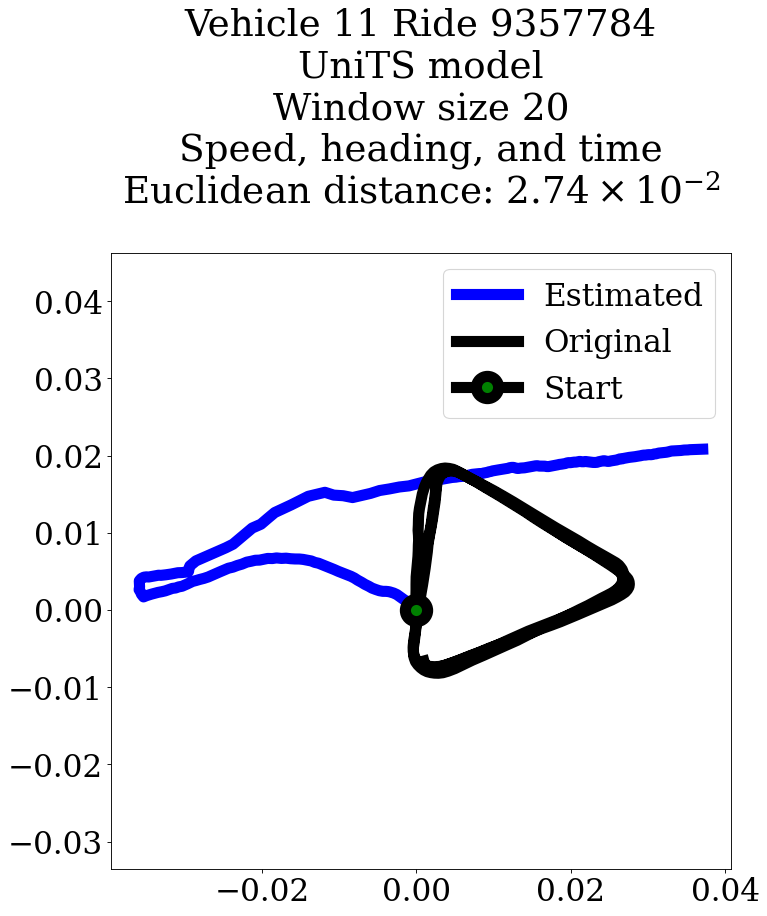 Vehicle 11 Ride 9357784
UniTS model
Window size 20
Speed, heading, and time
Euclidean distance: 2.74 × 10⁻²
Estimated
Original
Start
0.04
0.03
0.02
0.01
0.00
−0.01
−0.02
−0.03
−0.02 0.00 0.02 0.04